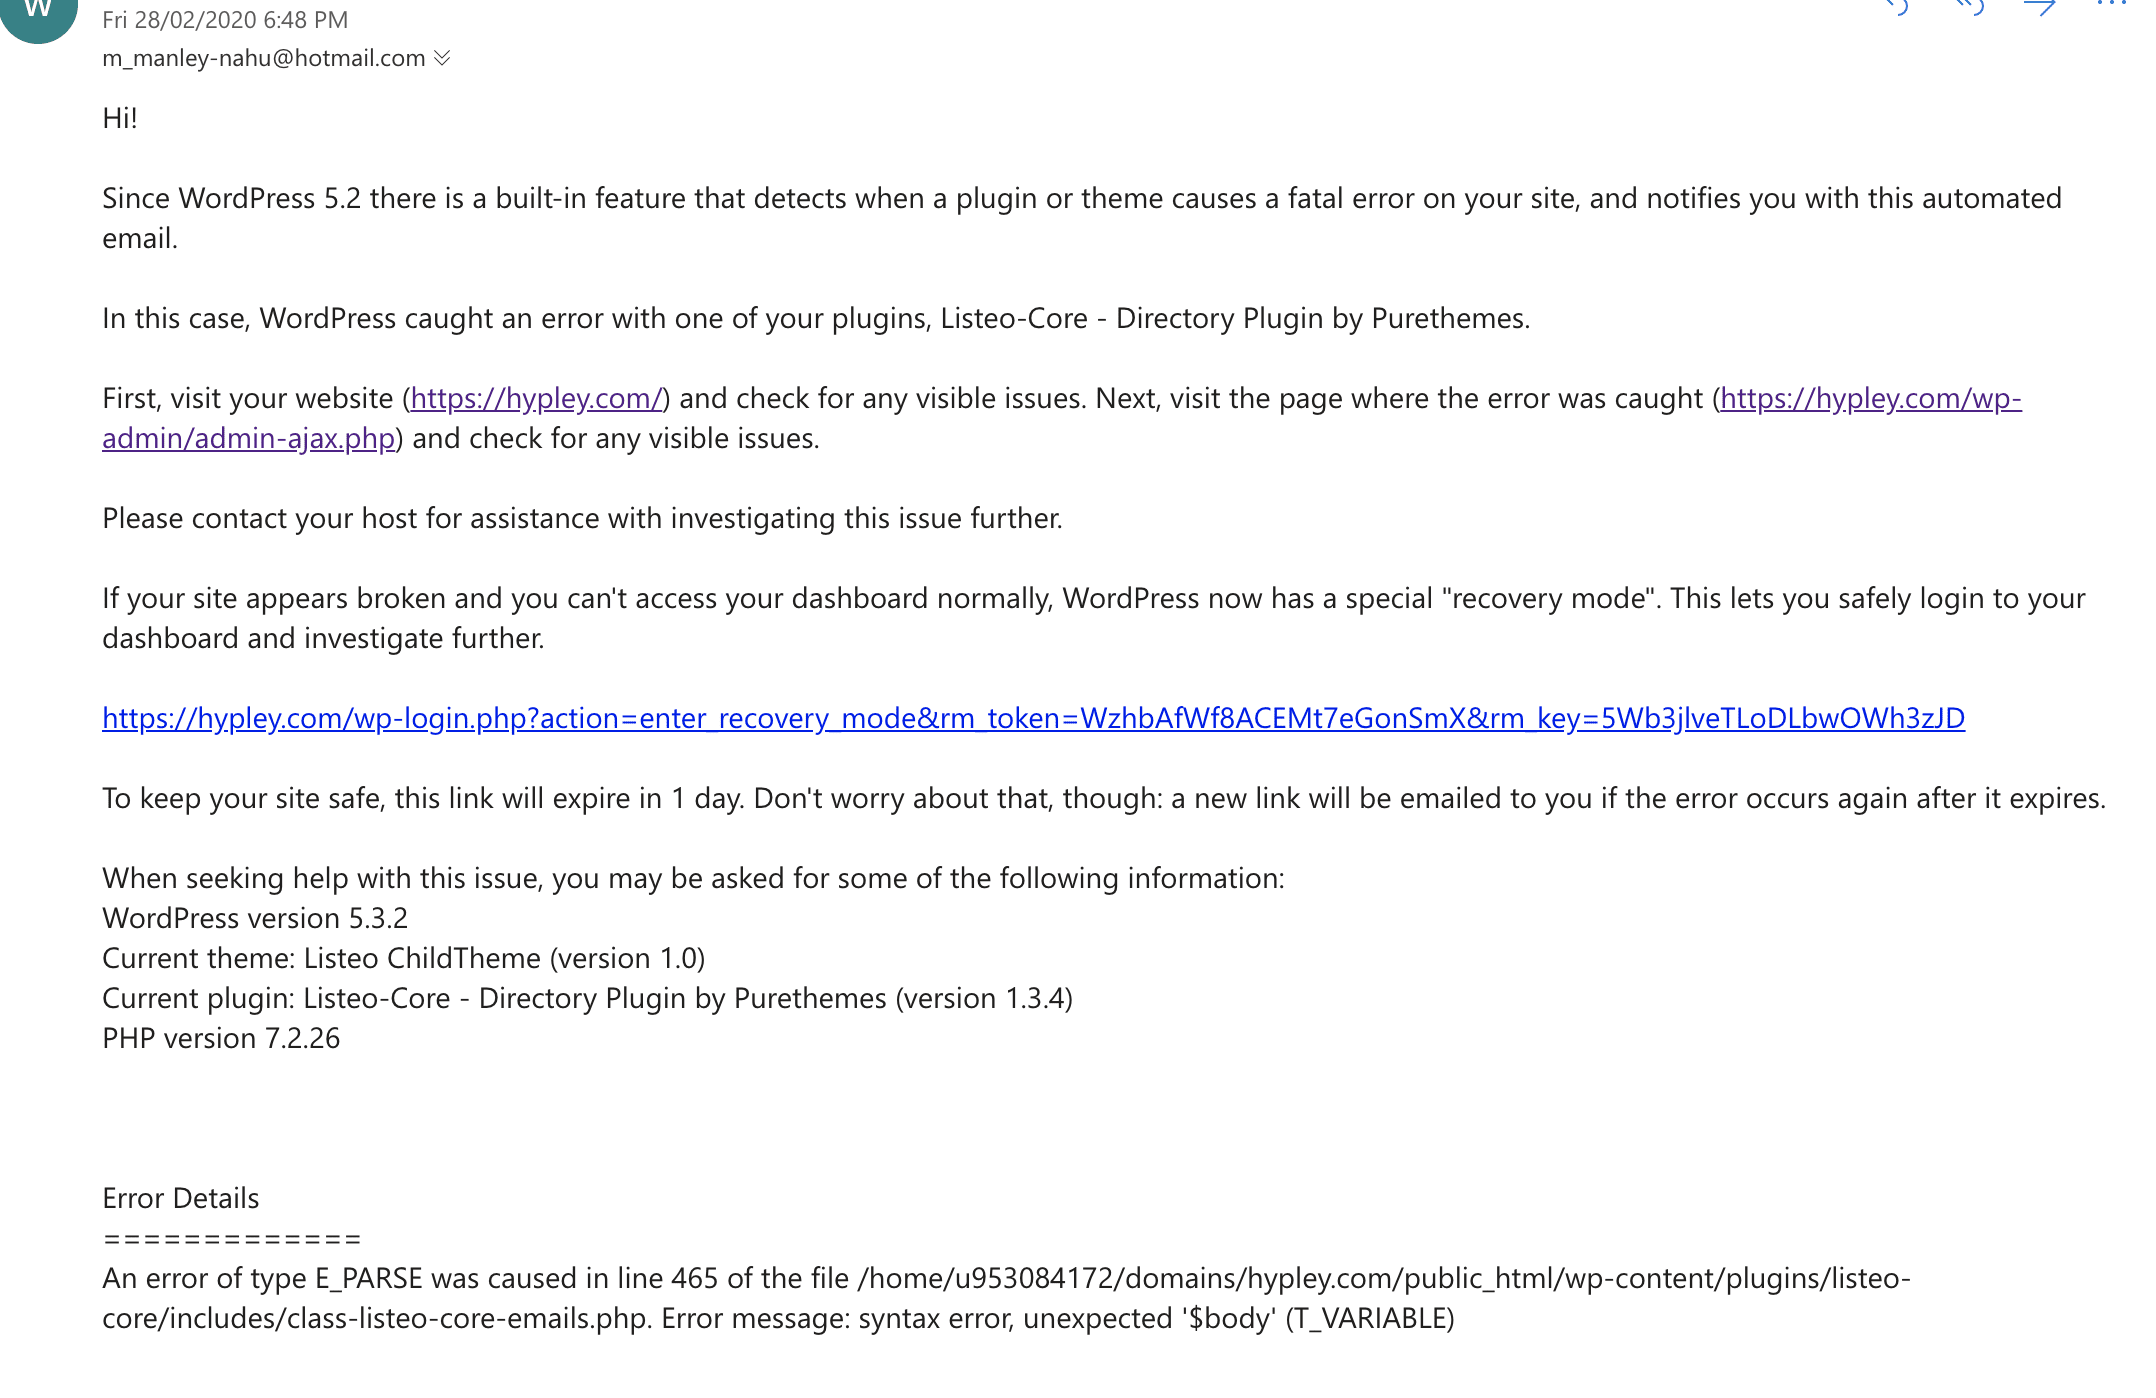 W
Fri 28/02/2020 6:48 PM
m_manley-nahu@hotmail.com
Hi!
Since WordPress 5.2 there is a built-in feature that detects when a plugin or theme causes a fatal error on your site, and notifies you with this automated
email.
In this case, WordPress caught an error with one of your plugins, Listeo-Core - Directory Plugin by Purethemes.
First, visit your website (https://hypley.com/) and check for any visible issues. Next, visit the page where the error was caught (https://hypley.com/wp-
admin/admin-ajax.php) and check for any visible issues.
Please contact your host for assistance with investigating this issue further.
If your site appears broken and you can't access your dashboard normally, WordPress now has a special "recovery mode". This lets you safely login to your
dashboard and investigate further.
https://hypley.com/wp-login.php?action=enter_recovery_mode&rm_token=WzhbAfWf8ACEMt7eGonSmX&rm_key=5Wb3jlveTLoDLbwOWh3zJD
To keep your site safe, this link will expire in 1 day. Don't worry about that, though: a new link will be emailed to you if the error occurs again after it expires.
When seeking help with this issue, you may be asked for some of the following information:
WordPress version 5.3.2
Current theme: Listeo ChildTheme (version 1.0)
Current plugin: Listeo-Core - Directory Plugin by Purethemes (version 1.3.4)
PHP version 7.2.26
Error Details
=============
An error of type E_PARSE was caused in line 465 of the file /home/u953084172/domains/hypley.com/public_html/wp-content/plugins/listeo-
core/includes/class-listeo-core-emails.php. Error message: syntax error, unexpected '$body' (T_VARIABLE)